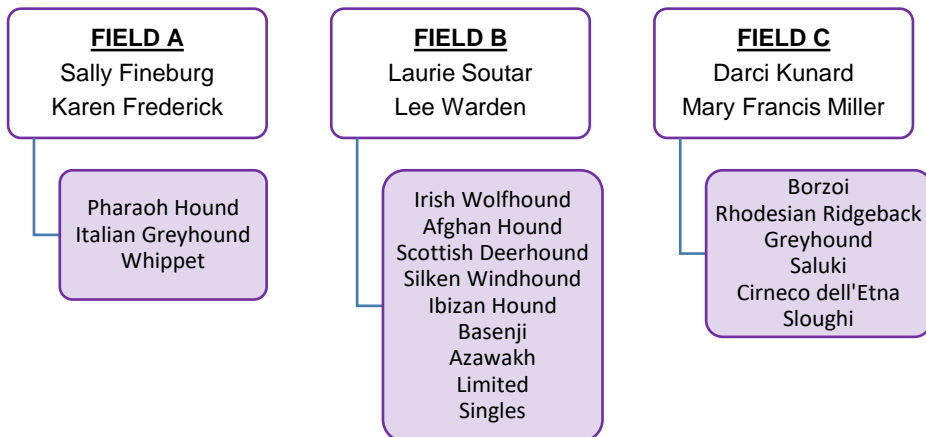 FIELD A
Sally Fineburg
Karen Frederick
Pharaoh Hound
Italian Greyhound
Whippet
FIELD B
Laurie Soutar
Lee Warden
Irish Wolfhound
Afghan Hound
Scottish Deerhound
Silken Windhound
Ibizan Hound
Basenji
Azawakh
Limited
Singles
FIELD C
Darci Kunard
Mary Francis Miller
Borzoi
Rhodesian Ridgeback
Greyhound
Saluki
Cirneco dell'Etna
Sloughi